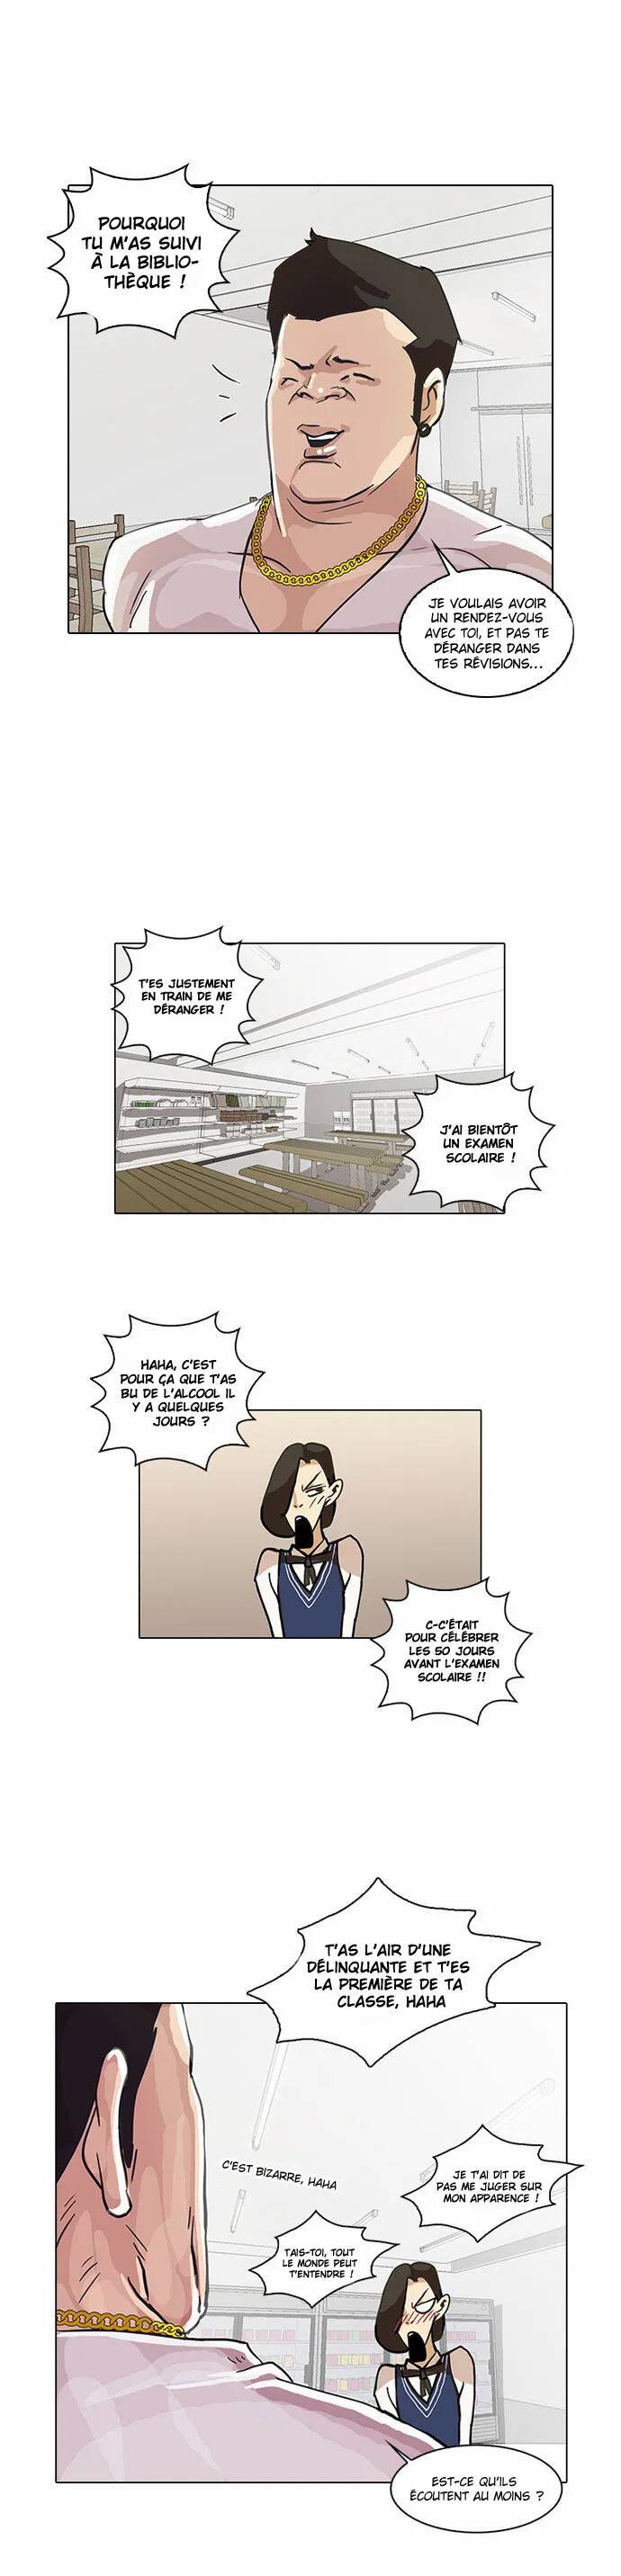 POURQUOI
TU M'AS SUIVI
À LA BIBLIO-
THÈQUE !
JE VOULAIS AVOIR
UN RENDEZ-VOUS
AVEC TOI, ET PAS TE
DÉRANGER DANS
TES RÉVISIONS...
T'ES JUSTEMENT
EN TRAIN DE ME
DÉRANGER !
J'AI BIENTÔT
UN EXAMEN
SCOLAIRE !
HAHA, C'EST
POUR ÇA QUE T'AS
BU DE L'ALCOOL IL
Y A QUELQUES
JOURS ?
C-C'ÉTAIT
POUR CÉLÉBRER
LES 50 JOURS
AVANT L'EXAMEN
SCOLAIRE !!
T'AS L'AIR D'UNE
DÉLINQUANTE ET T'ES
LA PREMIÈRE DE TA
CLASSE, HAHA
C'EST BIZARRE, HAHA
JE T'AI DIT DE
PAS ME JUGER SUR
MON APPARENCE !
TAIS-TOI, TOUT
LE MONDE PEUT
T'ENTENDRE !
EST-CE QU'ILS
ÉCOUTENT AU MOINS ?